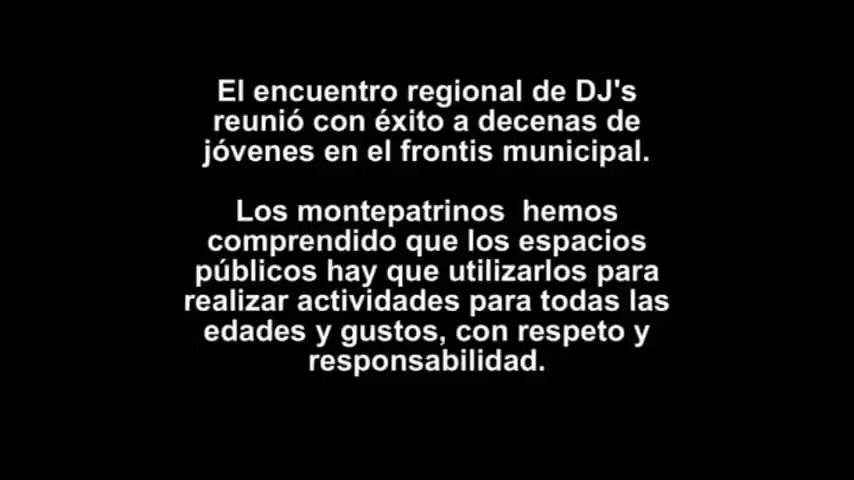 El encuentro regional de DJ's
reunió con éxito a decenas de
jóvenes en el frontis municipal.
Los montepatrinos  hemos
comprendido que los espacios
públicos hay que utilizarlos para
realizar actividades para todas las
edades y gustos, con respeto y
responsabilidad.